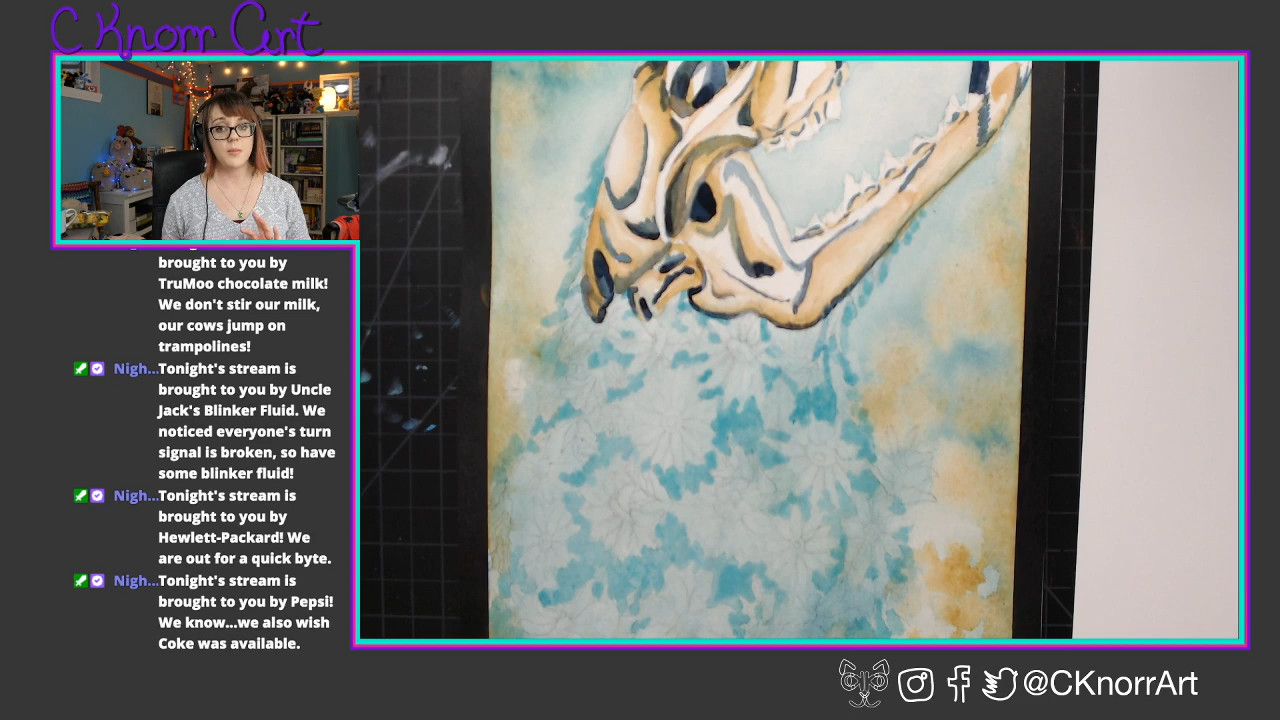 C Knorr Art
brought to you by
TruMoo chocolate milk!
We don't stir our milk,
our cows jump on
trampolines!
Nigh...Tonight's stream is
brought to you by Uncle
Jack's Blinker Fluid. We
noticed everyone's turn
signal is broken, so have
some blinker fluid!
Nigh...Tonight's stream is
brought to you by
Hewlett-Packard! We
are out for a quick byte.
Nigh...Tonight's stream is
brought to you by Pepsi!
We know...we also wish
Coke was available.
@CKnorrArt